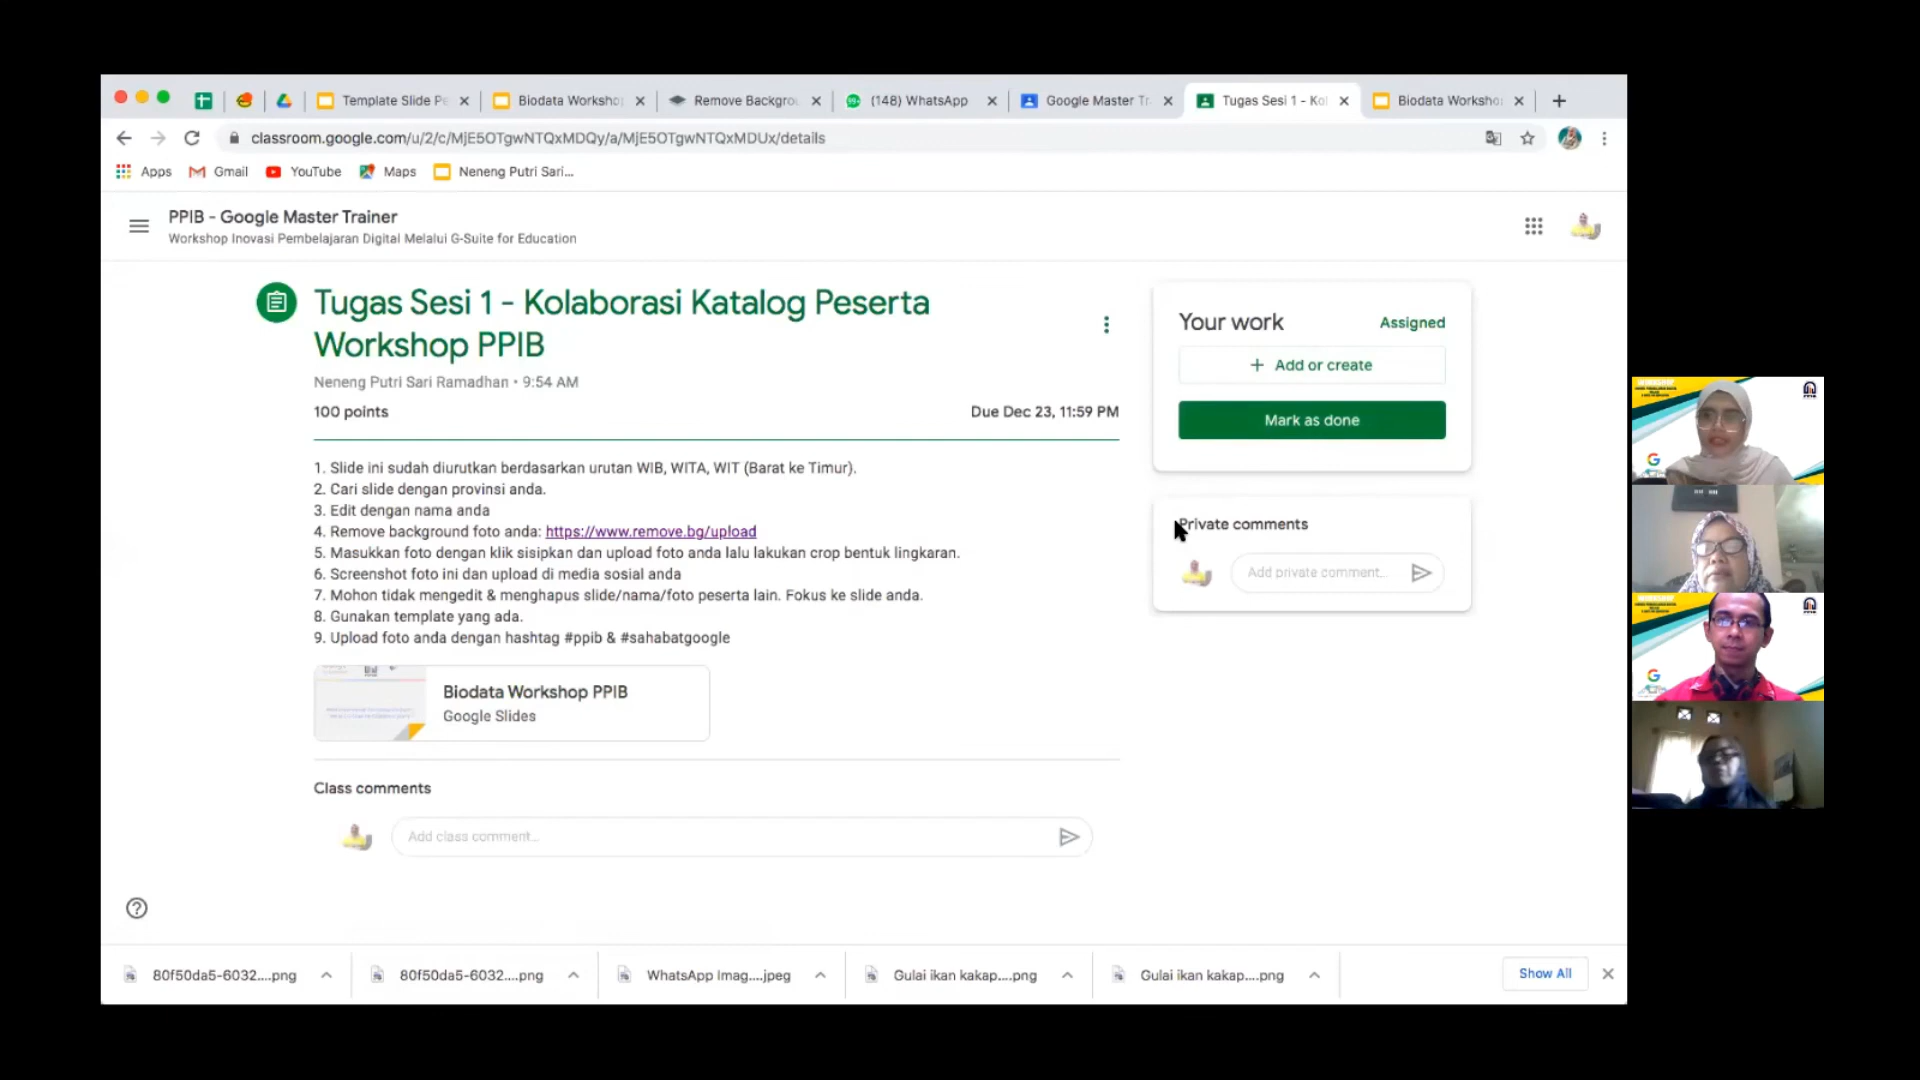 Template Slide Pe
Biodata Workshop
Remove Backgrou
(148) WhatsApp
Google Master Tr
Tugas Sesi 1 - Kol
Biodata Workshop
classroom.google.com/u/2/c/MjE5OTgwNTQxMDQy/a/MjE5OTgwNTQxMDUx/details
Apps
Gmail
YouTube
Maps
Neneng Putri Sari...
PPIB - Google Master Trainer
Workshop Inovasi Pembelajaran Digital Melalui G-Suite for Education
Tugas Sesi 1 - Kolaborasi Katalog Peserta
Workshop PPIB
Neneng Putri Sari Ramadhan • 9:54 AM
100 points
Due Dec 23, 11:59 PM
1. Slide ini sudah diurutkan berdasarkan urutan WIB, WITA, WIT (Barat ke Timur).
2. Cari slide dengan provinsi anda.
3. Edit dengan nama anda
4. Remove background foto anda: https://www.remove.bg/upload
5. Masukkan foto dengan klik sisipkan dan upload foto anda lalu lakukan crop bentuk lingkaran.
6. Screenshot foto ini dan upload di media sosial anda
7. Mohon tidak mengedit & menghapus slide/nama/foto peserta lain. Fokus ke slide anda.
8. Gunakan template yang ada.
9. Upload foto anda dengan hashtag #ppib & #sahabatgoogle
Biodata Workshop PPIB
Google Slides
Class comments
Add class comment...
Your work
Assigned
+ Add or create
Mark as done
Private comments
Add private comment...
80f50da5-6032....png
80f50da5-6032....png
WhatsApp Imag....jpeg
Gulai ikan kakap....png
Gulai ikan kakap....png
Show All